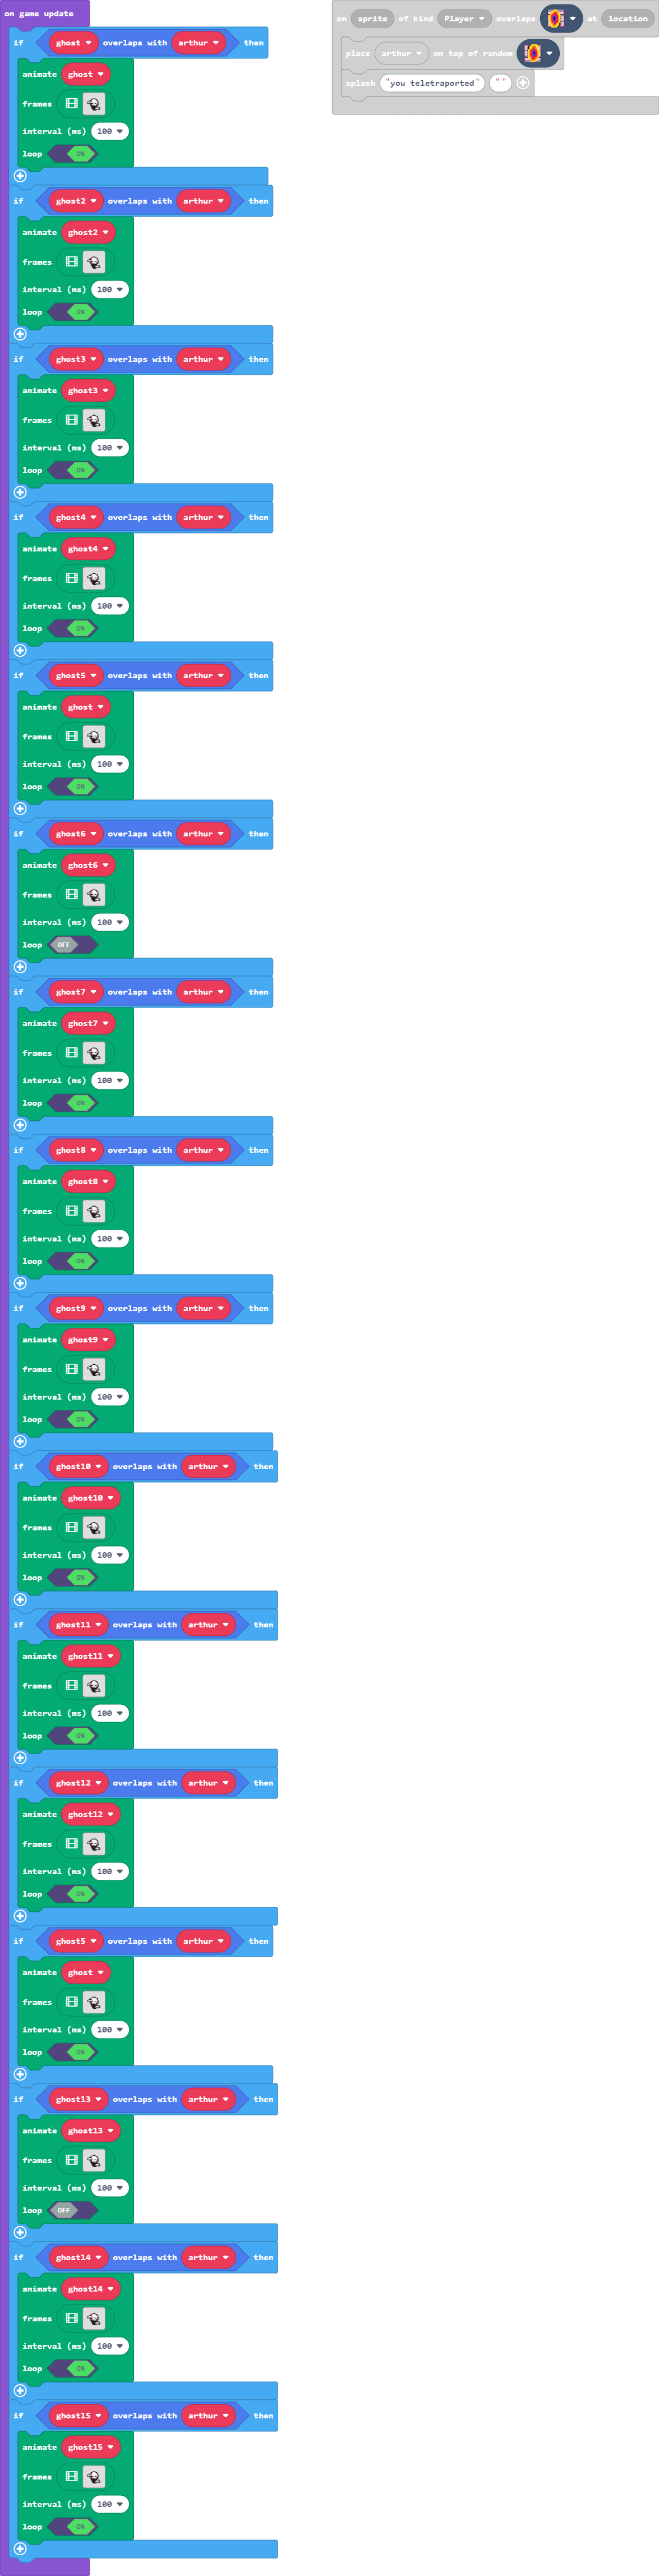 on game update
if ghost overlaps with arthur then
animate ghost
frames
interval (ms) 100
loop ON
if ghost2 overlaps with arthur then
animate ghost2
frames
interval (ms) 100
loop ON
if ghost3 overlaps with arthur then
animate ghost3
frames
interval (ms) 100
loop ON
if ghost4 overlaps with arthur then
animate ghost4
frames
interval (ms) 100
loop ON
if ghost5 overlaps with arthur then
animate ghost
frames
interval (ms) 100
loop ON
if ghost6 overlaps with arthur then
animate ghost6
frames
interval (ms) 100
loop OFF
if ghost7 overlaps with arthur then
animate ghost7
frames
interval (ms) 100
loop ON
if ghost8 overlaps with arthur then
animate ghost8
frames
interval (ms) 100
loop ON
if ghost9 overlaps with arthur then
animate ghost9
frames
interval (ms) 100
loop ON
if ghost10 overlaps with arthur then
animate ghost10
frames
interval (ms) 100
loop ON
if ghost11 overlaps with arthur then
animate ghost11
frames
interval (ms) 100
loop ON
if ghost12 overlaps with arthur then
animate ghost12
frames
interval (ms) 100
loop ON
if ghost5 overlaps with arthur then
animate ghost
frames
interval (ms) 100
loop ON
if ghost13 overlaps with arthur then
animate ghost13
frames
interval (ms) 100
loop OFF
if ghost14 overlaps with arthur then
animate ghost14
frames
interval (ms) 100
loop ON
if ghost15 overlaps with arthur then
animate ghost15
frames
interval (ms) 100
loop ON
on sprite of kind Player overlaps at location
place arthur on top of random
splash "you teletraported" " "